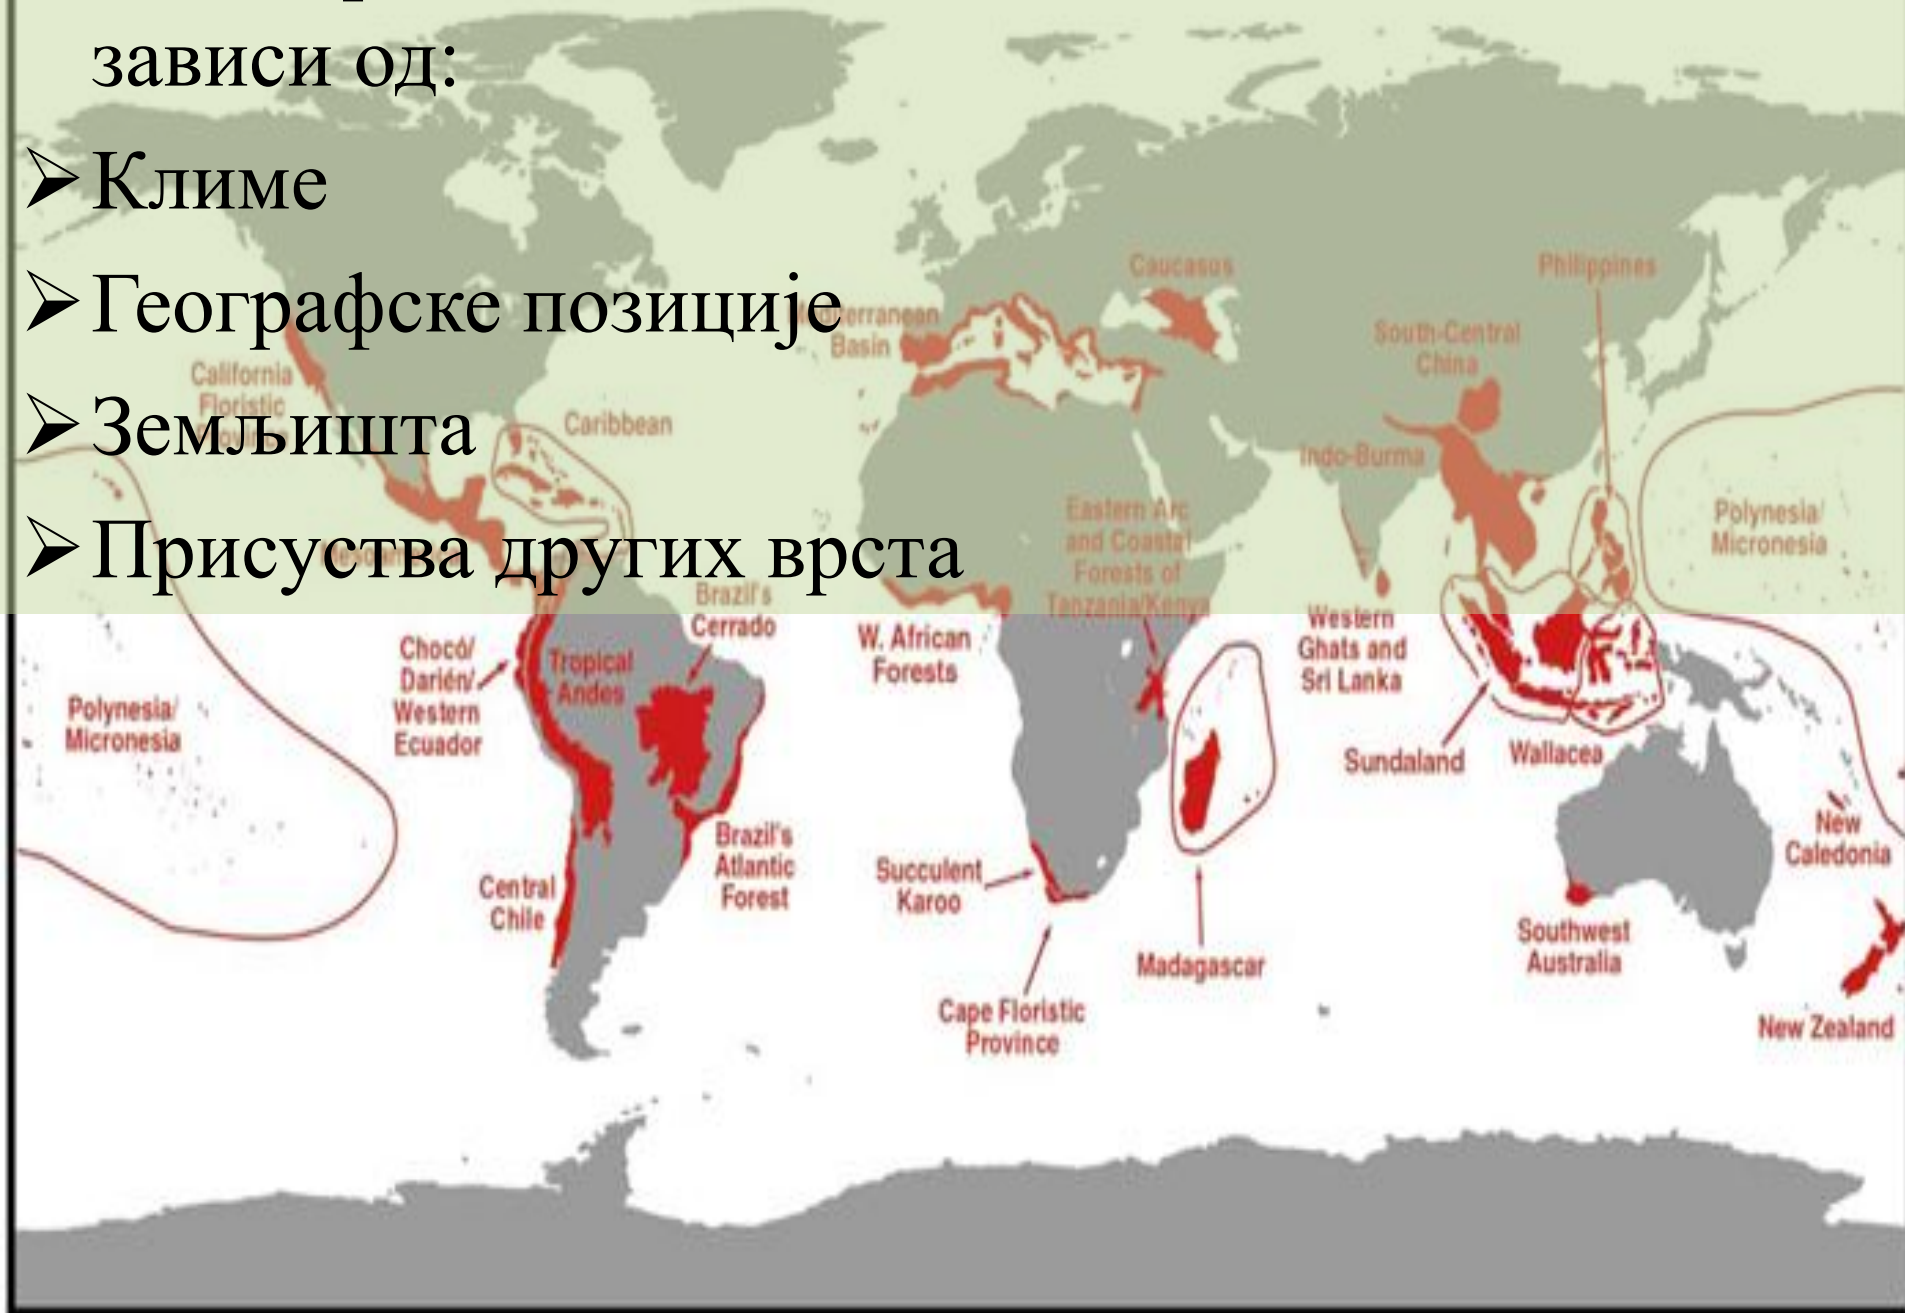 зависи од:
➢Климе
➢Географске позиције
➢Земљишта
➢Присуства других врста
Caucasus
Philippines
Mediterranean
Basin
South-Central
China
California
Floristic
Province
Caribbean
Indo-Burma
Eastern Arc
and Coastal
Forests of
Tanzania/Kenya
Polynesia/
Micronesia
Brazil's
Cerrado
Chocó/
Darién/
Western
Ecuador
Tropical
Andes
W. African
Forests
Western
Ghats and
Sri Lanka
Polynesia/
Micronesia
Sundaland
Wallacea
New
Caledonia
Brazil's
Atlantic
Forest
Central
Chile
Succulent
Karoo
Southwest
Australia
Madagascar
Cape Floristic
Province
New Zealand